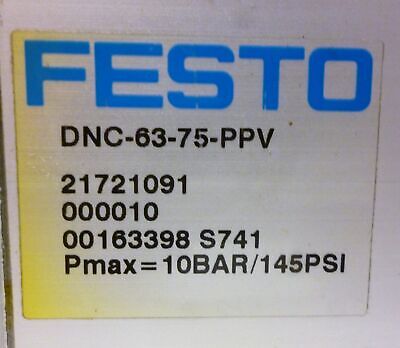 FESTO
DNC-63-75-PPV
21721091
000010
00163398 S741
Pmax=10BAR/145PSI